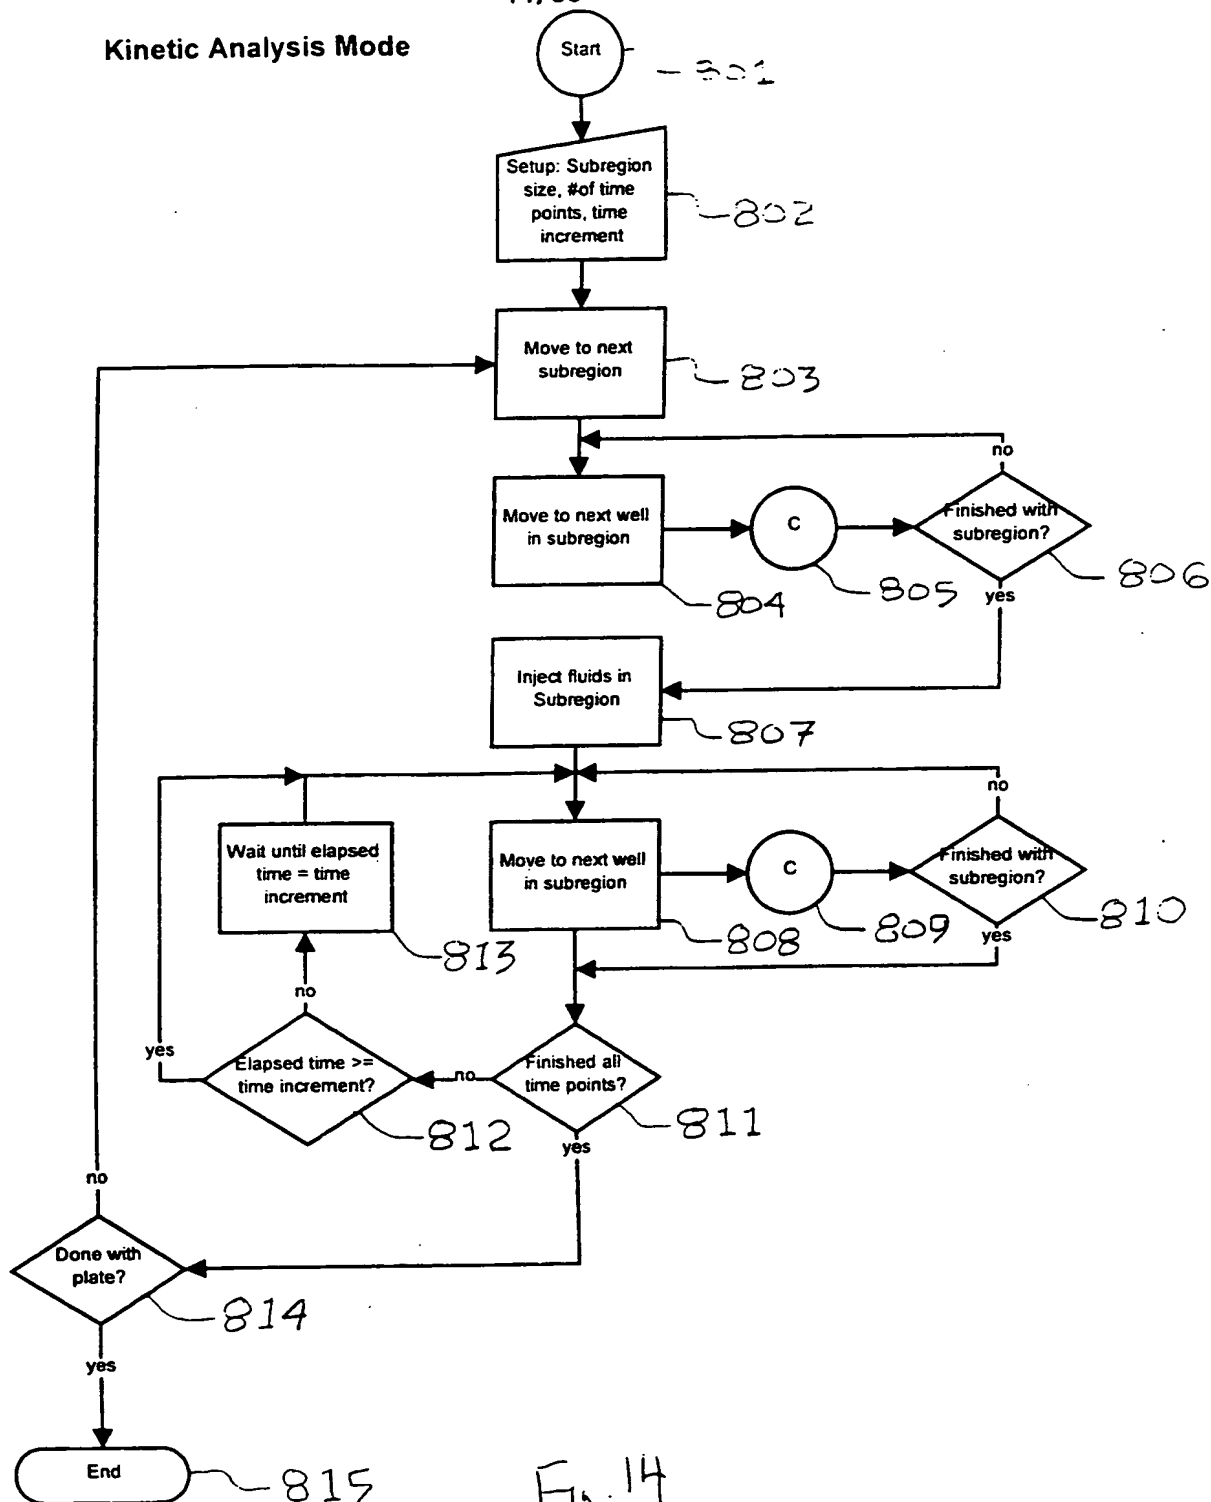 Kinetic Analysis Mode
Start
801
Setup: Subregion
size, #of time
points, time
increment
802
Move to next
subregion
803
no
Move to next well
in subregion
C
Finished with
subregion?
804
805
806
yes
Inject fluids in
Subregion
807
no
Wait until elapsed
time = time
increment
Move to next well
in subregion
C
Finished with
subregion?
813
808
809
810
yes
no
yes
Elapsed time >=
time increment?
no
Finished all
time points?
812
811
yes
no
Done with
plate?
814
yes
End
815
Fig. 14